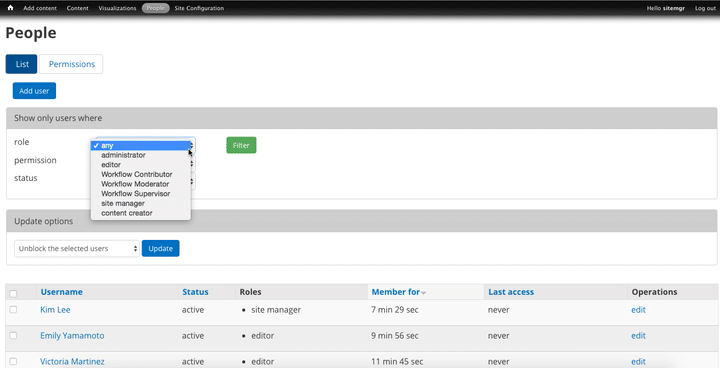 Add content Content Visualizations People Site Configuration Hello sitemgr Log out
People
List Permissions
Add user
Show only users where
role
permission
status
✓ any
administrator
editor
Workflow Contributor
Workflow Moderator
Workflow Supervisor
site manager
content creator
Filter
Update options
Unblock the selected users Update
Username Status Roles Member for Last access Operations
Kim Lee active • site manager 7 min 29 sec never edit
Emily Yamamoto active • editor 9 min 56 sec never edit
Victoria Martinez active • editor 11 min 45 sec never edit